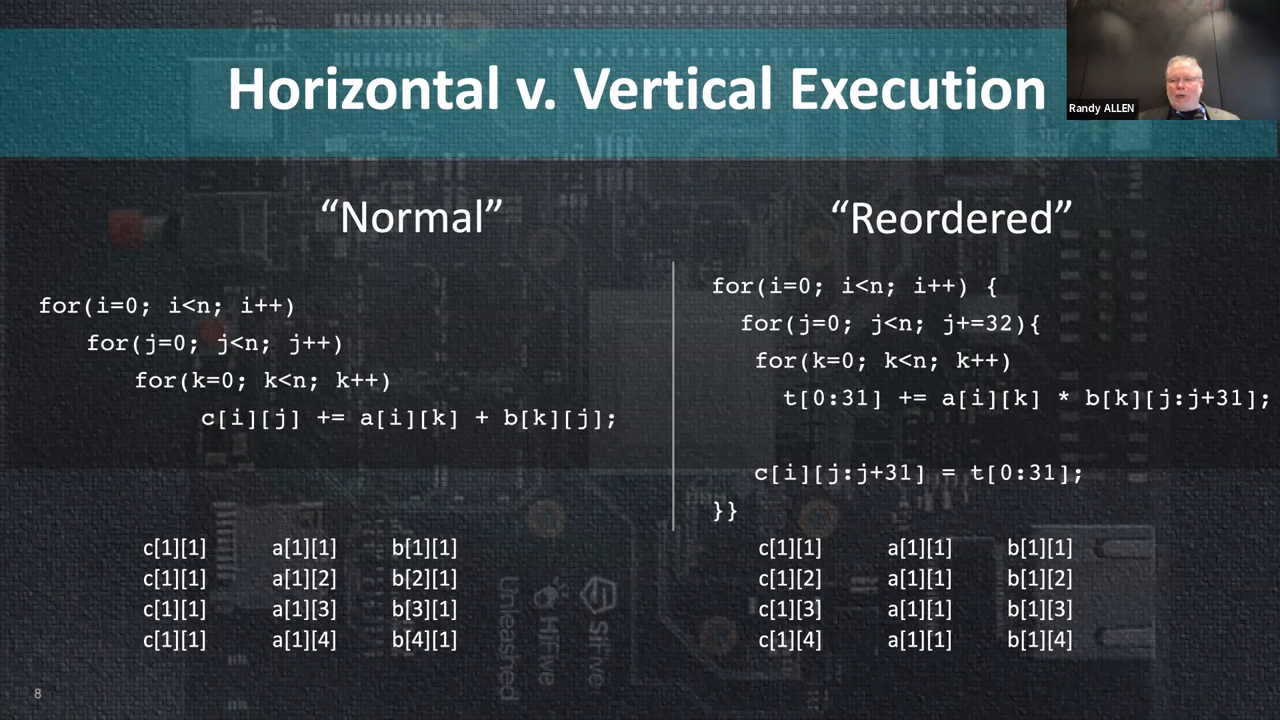 Horizontal v. Vertical Execution
Randy ALLEN
“Normal”
for(i=0; i<n; i++)
for(j=0; j<n; j++)
for(k=0; k<n; k++)
c[i][j] += a[i][k] + b[k][j];
c[1][1] a[1][1] b[1][1]
c[1][1] a[1][2] b[2][1]
c[1][1] a[1][3] b[3][1]
c[1][1] a[1][4] b[4][1]
“Reordered”
for(i=0; i<n; i++) {
for(j=0; j<n; j+=32){
for(k=0; k<n; k++)
t[0:31] += a[i][k] * b[k][j:j+31];
c[i][j:j+31] = t[0:31];
}}
c[1][1] a[1][1] b[1][1]
c[1][2] a[1][1] b[1][2]
c[1][3] a[1][1] b[1][3]
c[1][4] a[1][1] b[1][4]
SiFive
HiFive
Unleashed
8